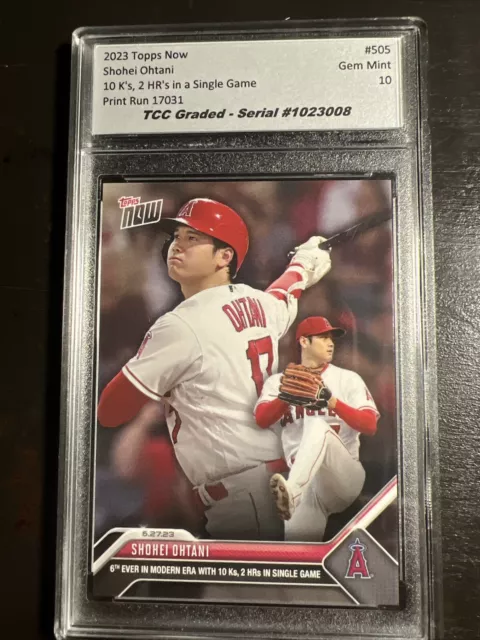 2023 Topps Now #505
Shohei Ohtani Gem Mint
10 K's, 2 HR's in a Single Game 10
Print Run 17031
TCC Graded - Serial #1023008
topps
NOW
A
OHTANI
17
ANGELS
6.27.23
SHOHEI OHTANI
6TH EVER IN MODERN ERA WITH 10 Ks, 2 HRs IN SINGLE GAME
A